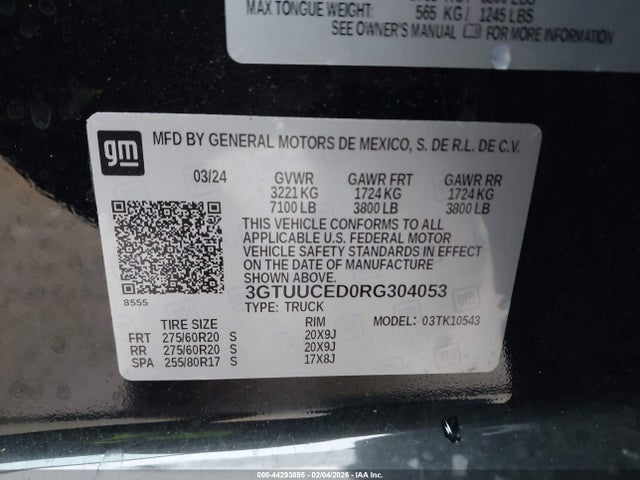 MAX TONGUE WEIGHT: 565 KG / 1245 LBS
SEE OWNER'S MANUAL FOR MORE INFORMATION
gm
MFD BY GENERAL MOTORS DE MEXICO, S. DE R.L. DE C.V.
03/24 GVWR GAWR FRT GAWR RR
3221 KG 1724 KG 1724 KG
7100 LB 3800 LB 3800 LB
THIS VEHICLE CONFORMS TO ALL
APPLICABLE U.S. FEDERAL MOTOR
VEHICLE SAFETY STANDARDS IN EFFECT
ON THE DATE OF MANUFACTURE
SHOWN ABOVE.
8555
3GTUUCED0RG304053
TYPE: TRUCK MODEL: 03TK10543
TIRE SIZE RIM
FRT 275/60R20 S 20X9J
RR 275/60R20 S 20X9J
SPA 255/80R17 S 17X8J
000-44293895 - 02/04/2026 - IAA Inc.(RG)